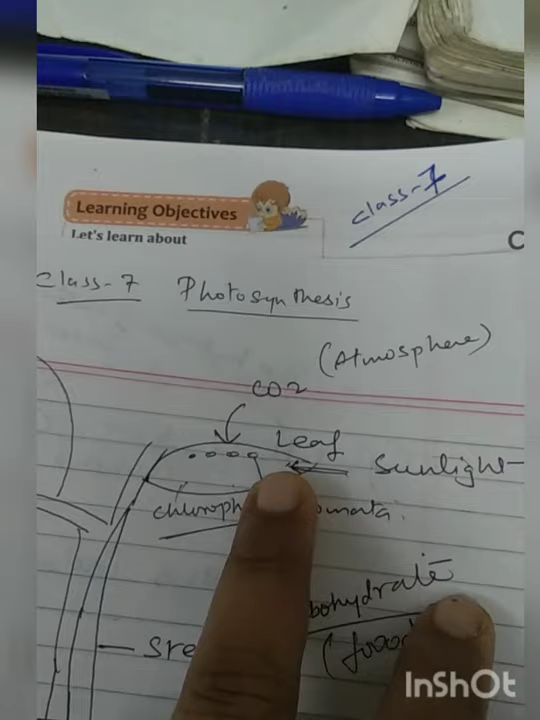 class-7
Learning Objectives
Let's learn about
C
class-7 Photosynthesis
(Atmosphere)
CO2
Leaf
Sunlight
(food
InShOt